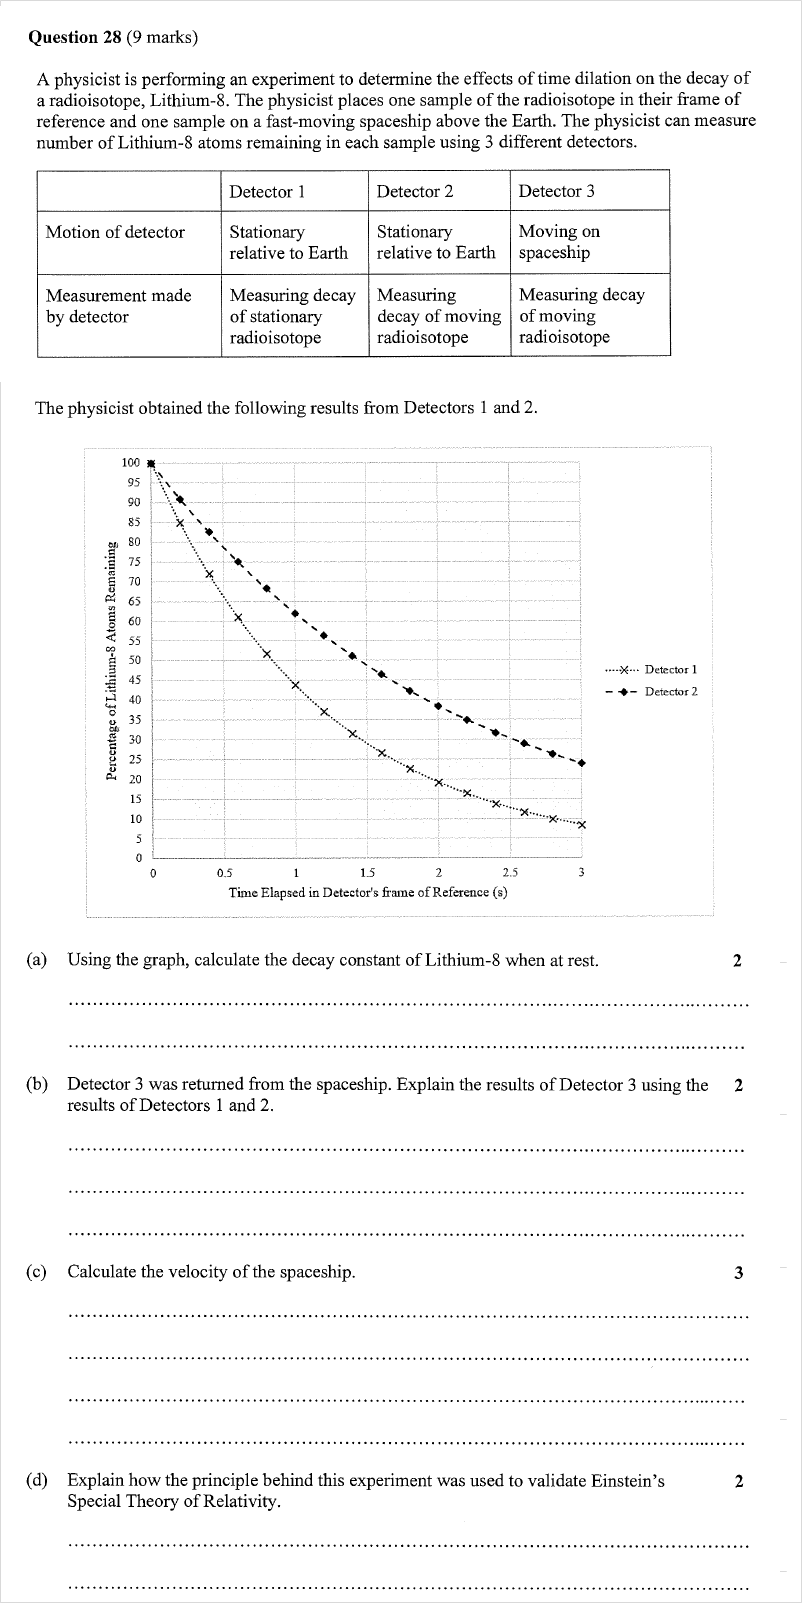 Question 28 (9 marks)
A physicist is performing an experiment to determine the effects of time dilation on the decay of
a radioisotope, Lithium-8. The physicist places one sample of the radioisotope in their frame of
reference and one sample on a fast-moving spaceship above the Earth. The physicist can measure
number of Lithium-8 atoms remaining in each sample using 3 different detectors.
Detector 1 Detector 2 Detector 3
Motion of detector Stationary relative to Earth Stationary relative to Earth Moving on spaceship
Measurement made by detector Measuring decay of stationary radioisotope Measuring decay of moving radioisotope Measuring decay of moving radioisotope
The physicist obtained the following results from Detectors 1 and 2.
Percentage of Lithium-8 Atoms Remaining
100
95
90
85
80
75
70
65
60
55
50
45
40
35
30
25
20
15
10
5
0
0 0.5 1 1.5 2 2.5 3
Time Elapsed in Detector's frame of Reference (s)
Detector 1
Detector 2
(a) Using the graph, calculate the decay constant of Lithium-8 when at rest. 2
(b) Detector 3 was returned from the spaceship. Explain the results of Detector 3 using the 2
results of Detectors 1 and 2.
(c) Calculate the velocity of the spaceship. 3
(d) Explain how the principle behind this experiment was used to validate Einstein's 2
Special Theory of Relativity.